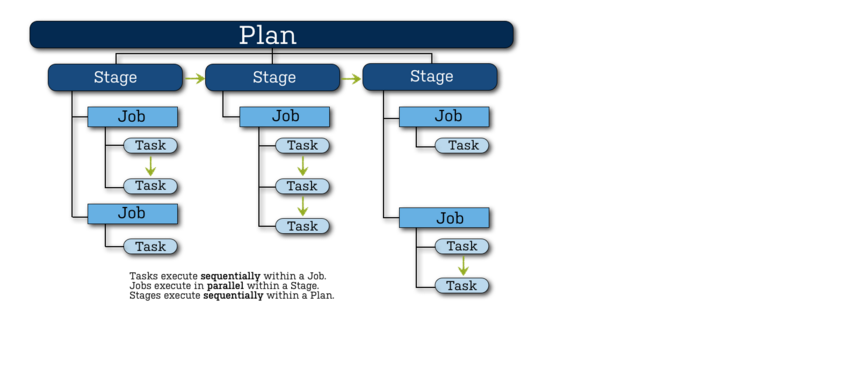 Plan
Stage
Stage
Stage
Job
Job
Job
Task
Task
Task
Task
Task
Task
Job
Job
Task
Task
Task
Task
Tasks execute sequentially within a Job.
Jobs execute in parallel within a Stage.
Stages execute sequentially within a Plan.